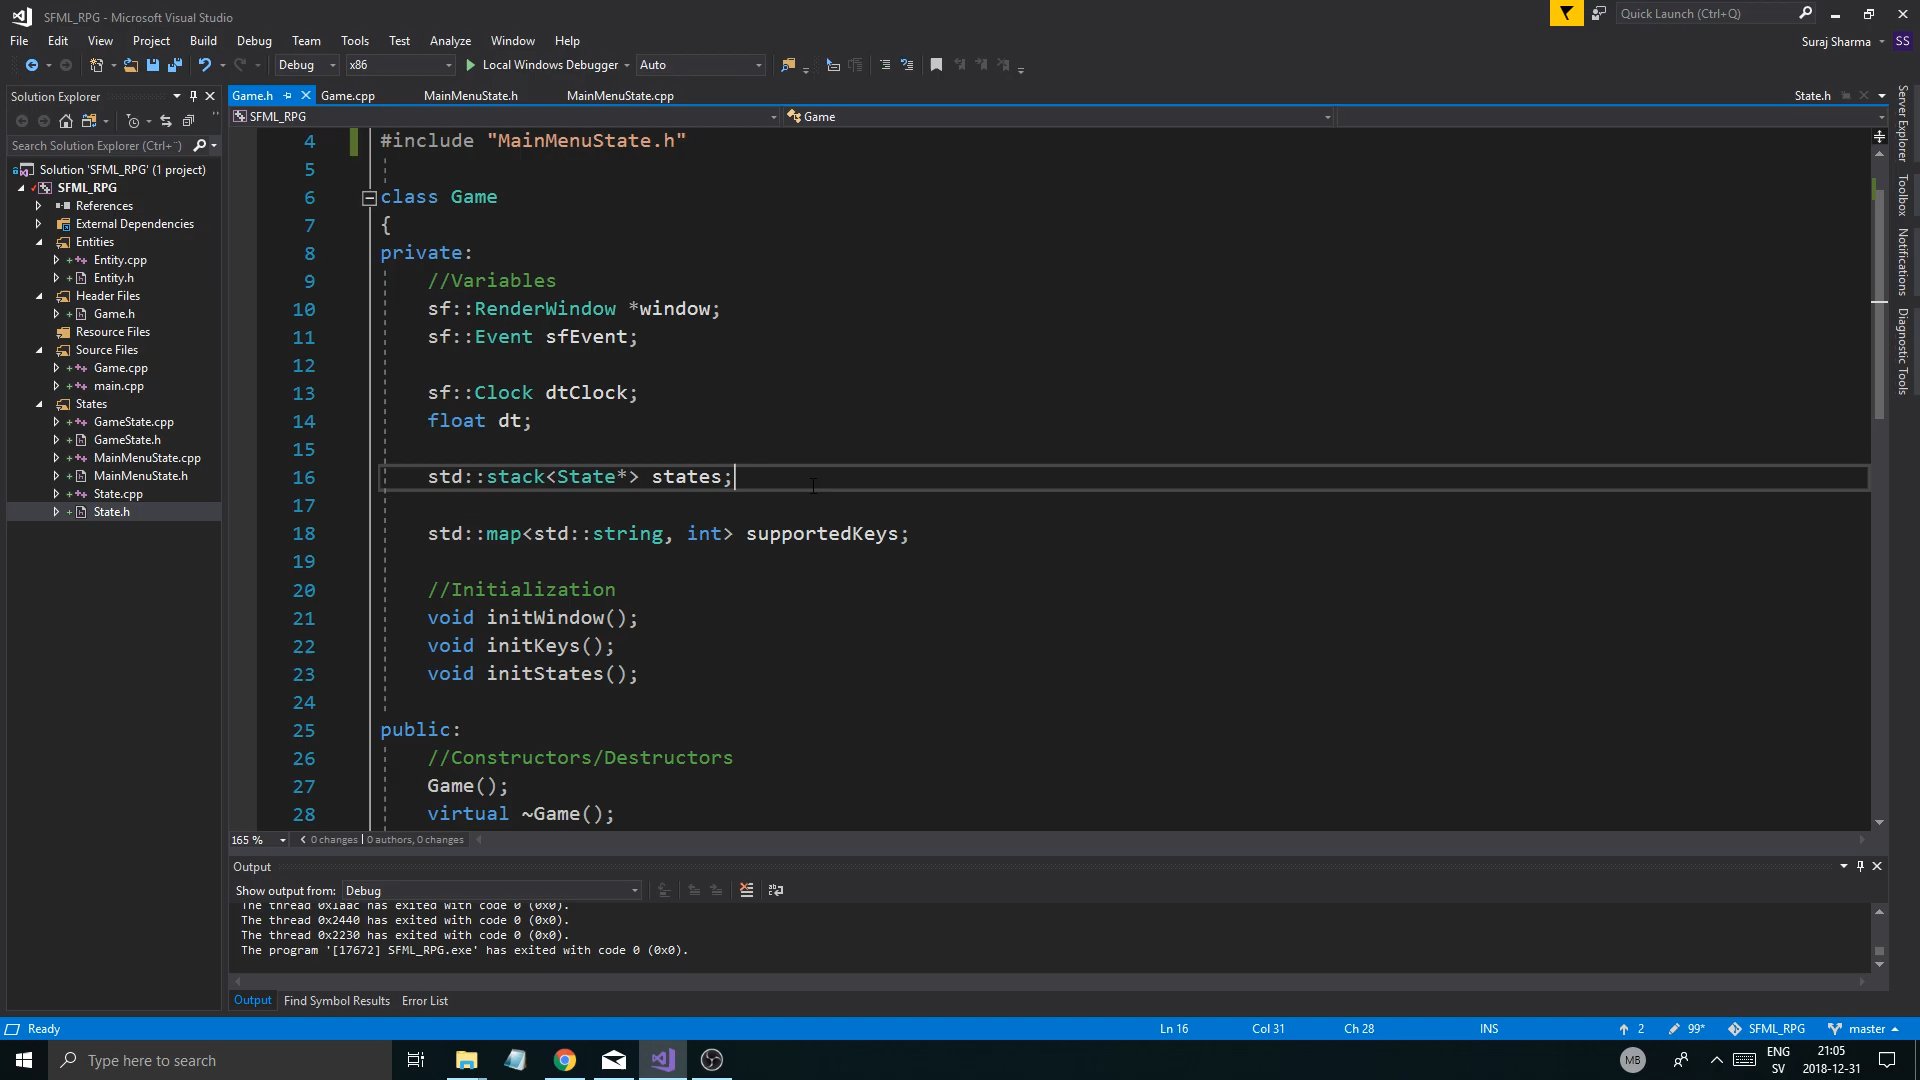 SFML_RPG - Microsoft Visual Studio
Quick Launch (Ctrl+Q)
File Edit View Project Build Debug Team Tools Test Analyze Window Help
Suraj Sharma SS
Debug x86 Local Windows Debugger Auto
Solution Explorer
Search Solution Explorer (Ctrl+¨)
Solution 'SFML_RPG' (1 project)
SFML_RPG
References
External Dependencies
Entities
Entity.cpp
Entity.h
Header Files
Game.h
Resource Files
Source Files
Game.cpp
main.cpp
States
GameState.cpp
GameState.h
MainMenuState.cpp
MainMenuState.h
State.cpp
State.h
Game.h Game.cpp MainMenuState.h MainMenuState.cpp State.h
SFML_RPG Game
4 #include "MainMenuState.h"
5
6 class Game
7 {
8 private:
9 //Variables
10 sf::RenderWindow *window;
11 sf::Event sfEvent;
12
13 sf::Clock dtClock;
14 float dt;
15
16 std::stack<State*> states;
17
18 std::map<std::string, int> supportedKeys;
19
20 //Initialization
21 void initWindow();
22 void initKeys();
23 void initStates();
24
25 public:
26 //Constructors/Destructors
27 Game();
28 virtual ~Game();
165 % 0 changes | 0 authors, 0 changes
Server Explorer
Toolbox
Notifications
Diagnostic Tools
Output
Show output from: Debug
The thread 0x1aac has exited with code 0 (0x0).
The thread 0x2440 has exited with code 0 (0x0).
The thread 0x2230 has exited with code 0 (0x0).
The program '[17672] SFML_RPG.exe' has exited with code 0 (0x0).
Output Find Symbol Results Error List
Ready Ln 16 Col 31 Ch 28 INS 2 99* SFML_RPG master
Type here to search
MB
ENG
SV
21:05
2018-12-31